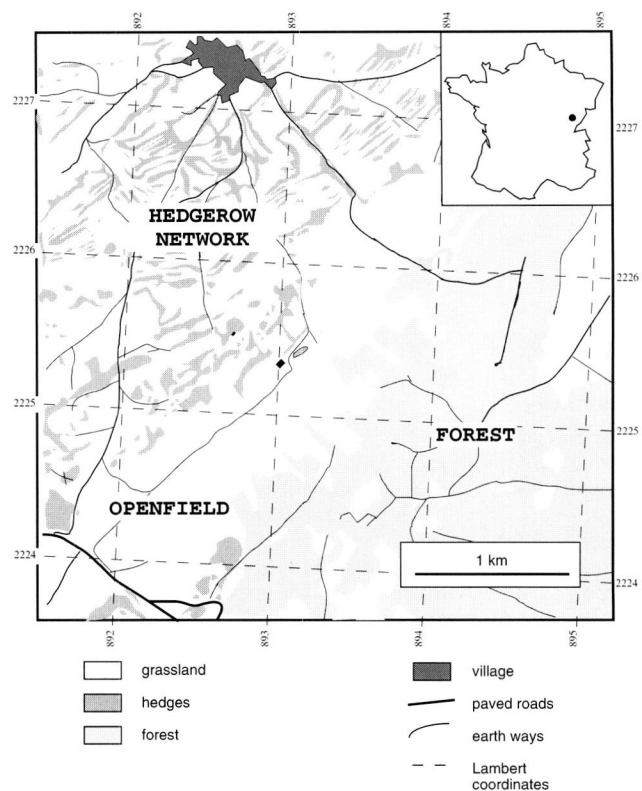 892
893
894
895
2227
2227
HEDGEROW
NETWORK
2226
2226
2225
2225
FOREST
OPENFIELD
2224
2224
1 km
892
893
894
895
grassland
hedges
forest
village
paved roads
earth ways
Lambert
coordinates